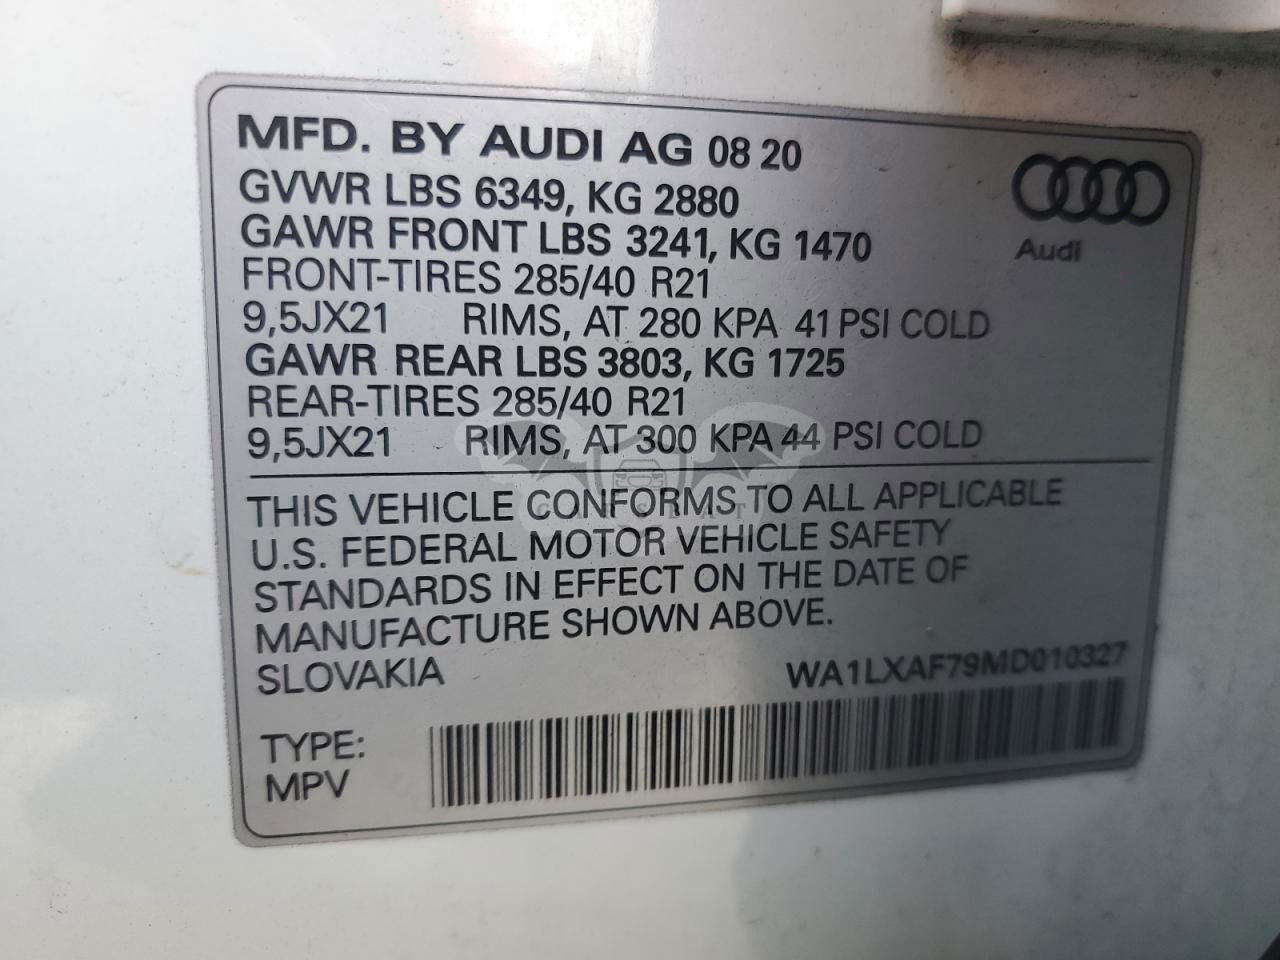 MFD. BY AUDI AG 08 20
GVWR LBS 6349, KG 2880
GAWR FRONT LBS 3241, KG 1470
FRONT-TIRES 285/40 R21
9,5JX21 RIMS, AT 280 KPA 41 PSI COLD
GAWR REAR LBS 3803, KG 1725
REAR-TIRES 285/40 R21
9,5JX21 RIMS, AT 300 KPA 44 PSI COLD
Audi
THIS VEHICLE CONFORMS TO ALL APPLICABLE
U.S. FEDERAL MOTOR VEHICLE SAFETY
STANDARDS IN EFFECT ON THE DATE OF
MANUFACTURE SHOWN ABOVE.
SLOVAKIA WA1LXAF79MD010327
TYPE:
MPV